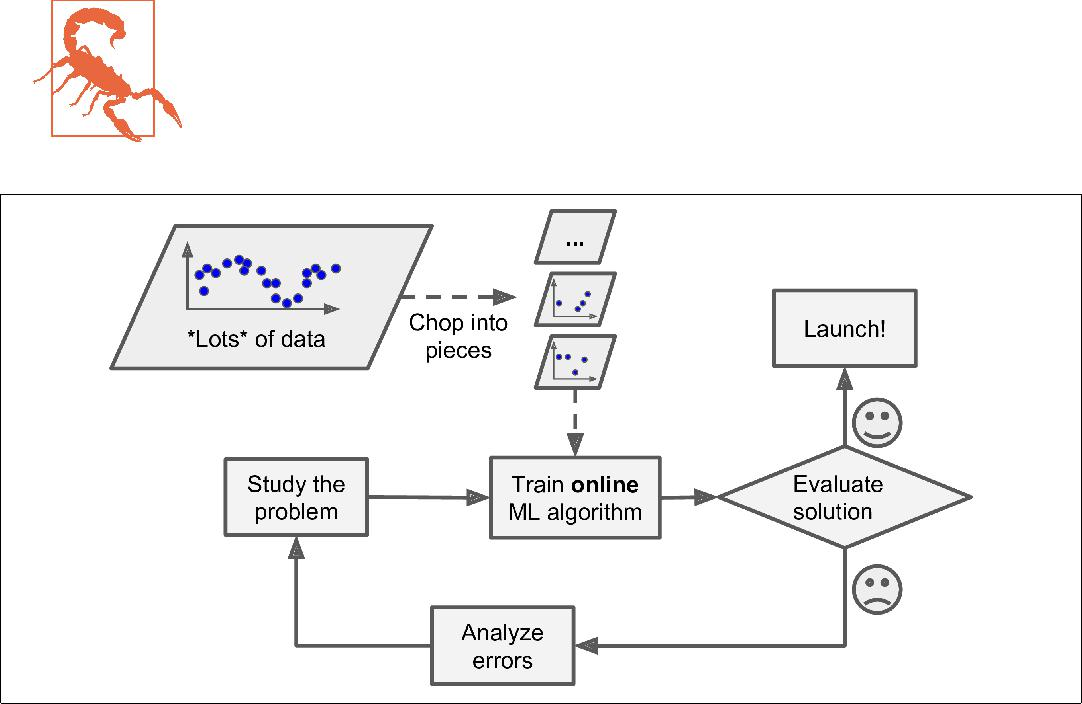 ...
*Lots* of data
Chop into
pieces
Launch!
Study the
problem
Train online
ML algorithm
Evaluate
solution
Analyze
errors